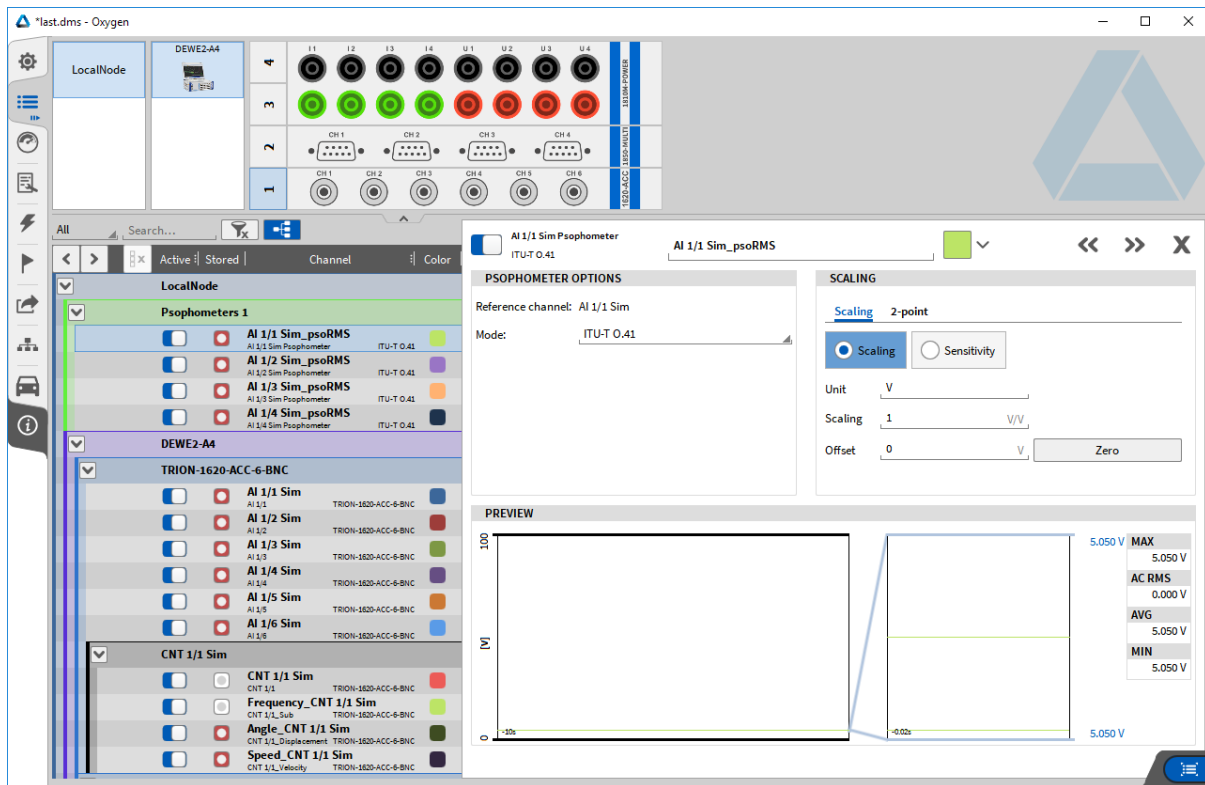 *last.dms - Oxygen
LocalNode
DEWE2-A4
4
I 1 I 2 I 3 I 4 U 1 U 2 U 3 U 4
1810M-POWER
3
2
CH 1 CH 2 CH 3 CH 4
1850-MULTI
1
CH 1 CH 2 CH 3 CH 4 CH 5 CH 6
1620-ACC
All Search...
Active Stored Channel Color
LocalNode
Psophometers 1
AI 1/1 Sim_psoRMS
AI 1/1 Sim Psophometer ITU-T O.41
AI 1/2 Sim_psoRMS
AI 1/2 Sim Psophometer ITU-T O.41
AI 1/3 Sim_psoRMS
AI 1/3 Sim Psophometer ITU-T O.41
AI 1/4 Sim_psoRMS
AI 1/4 Sim Psophometer ITU-T O.41
DEWE2-A4
TRION-1620-ACC-6-BNC
AI 1/1 Sim
AI 1/1 TRION-1620-ACC-6-BNC
AI 1/2 Sim
AI 1/2 TRION-1620-ACC-6-BNC
AI 1/3 Sim
AI 1/3 TRION-1620-ACC-6-BNC
AI 1/4 Sim
AI 1/4 TRION-1620-ACC-6-BNC
AI 1/5 Sim
AI 1/5 TRION-1620-ACC-6-BNC
AI 1/6 Sim
AI 1/6 TRION-1620-ACC-6-BNC
CNT 1/1 Sim
CNT 1/1 Sim
CNT 1/1 TRION-1620-ACC-6-BNC
Frequency_CNT 1/1 Sim
CNT 1/1_Sub TRION-1620-ACC-6-BNC
Angle_CNT 1/1 Sim
CNT 1/1_Displacement TRION-1620-ACC-6-BNC
Speed_CNT 1/1 Sim
CNT 1/1_Velocity TRION-1620-ACC-6-BNC
AI 1/1 Sim Psophometer
ITU-T O.41
AI 1/1 Sim_psoRMS
PSOPHOMETER OPTIONS
Reference channel: AI 1/1 Sim
Mode: ITU-T O.41
SCALING
Scaling 2-point
Scaling Sensitivity
Unit V
Scaling 1 V/V
Offset 0 V Zero
PREVIEW
100
[V]
0
-10s
-0.02s
5.050 V
5.050 V
MAX
5.050 V
AC RMS
0.000 V
AVG
5.050 V
MIN
5.050 V